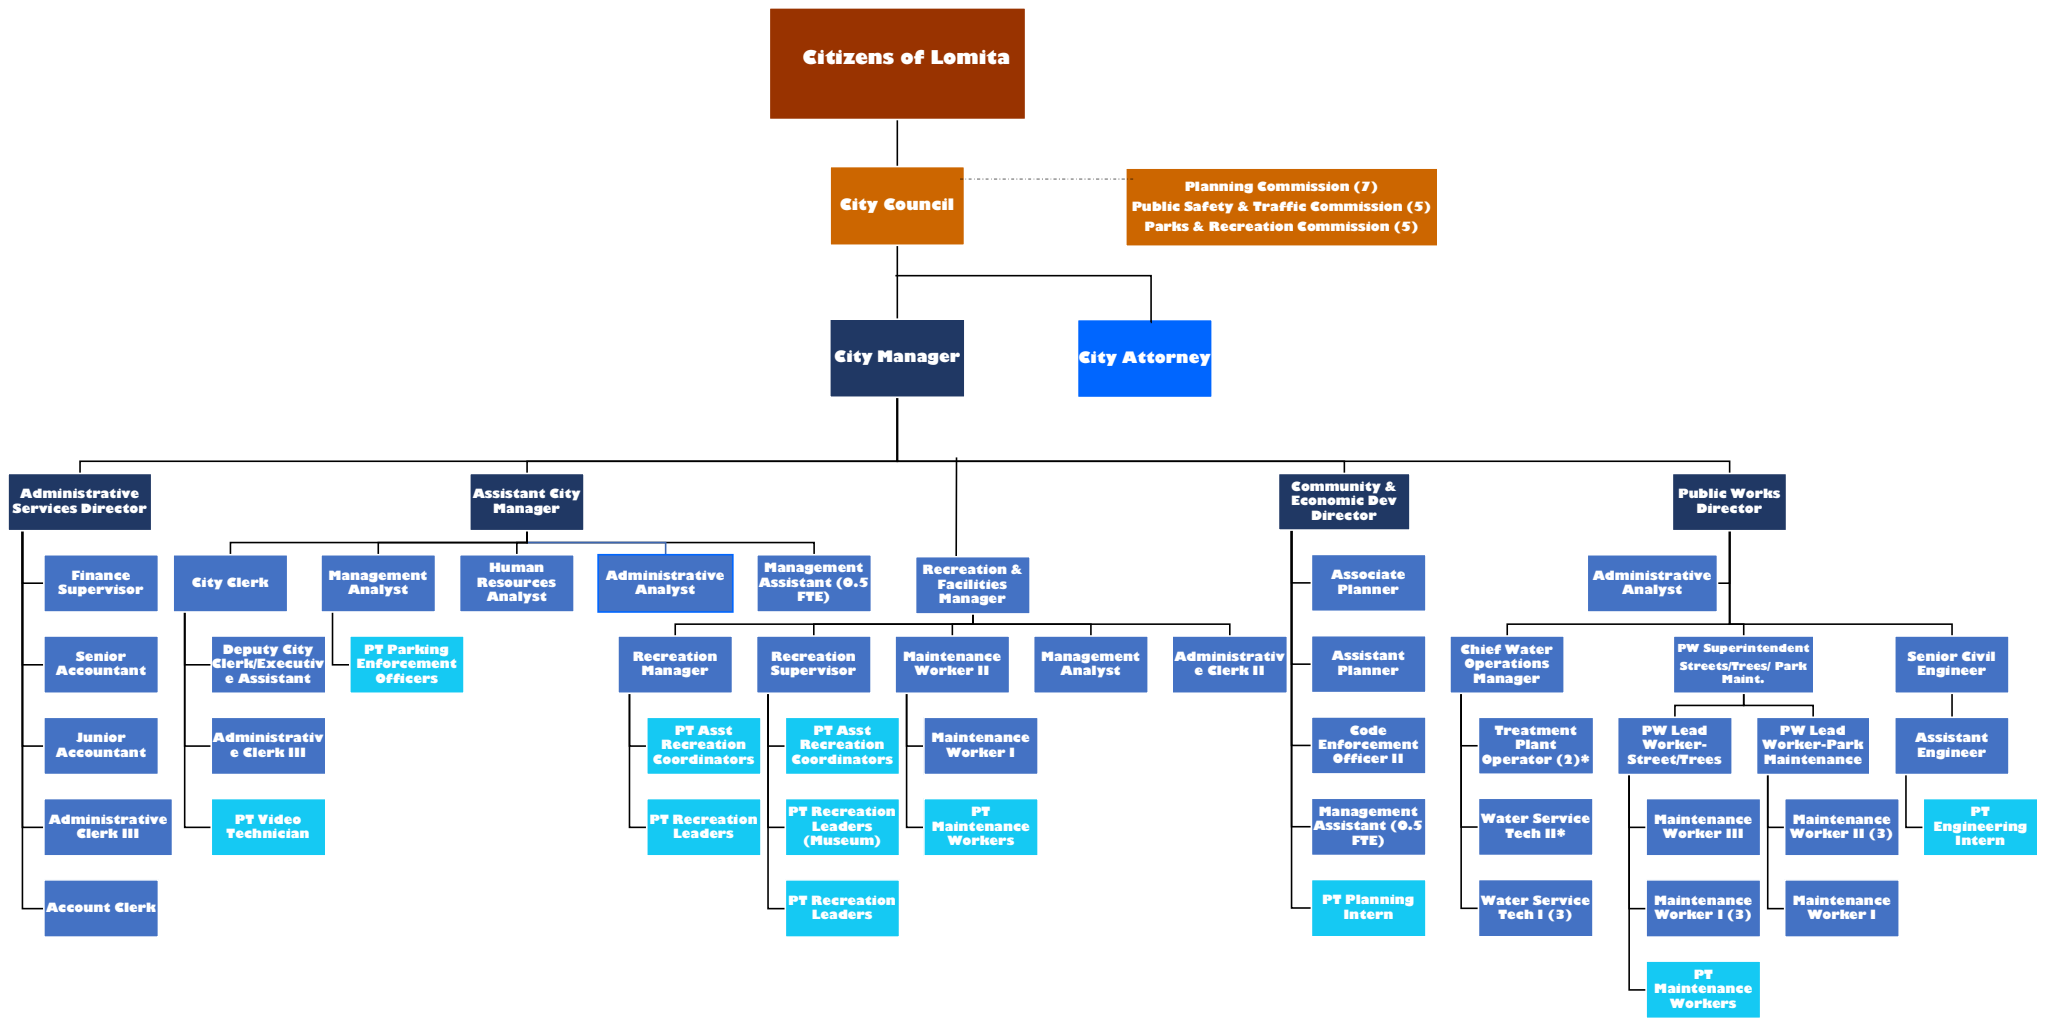 Citizens of Lomita
City Council
Planning Commission (7)
Public Safety & Traffic Commission (5)
Parks & Recreation Commission (5)
City Manager
City Attorney
Administrative
Services Director
Assistant City
Manager
Community &
Economic Dev
Director
Public Works
Director
Finance
Supervisor
City Clerk
Management
Analyst
Human
Resources
Analyst
Administrative
Analyst
Management
Assistant (0.5
FTE)
Recreation &
Facilities
Manager
Associate
Planner
Administrative
Analyst
Senior
Accountant
Deputy City
Clerk/Executiv
e Assistant
PT Parking
Enforcement
Officers
Recreation
Manager
Recreation
Supervisor
Maintenance
Worker II
Management
Analyst
Administrativ
e Clerk II
Assistant
Planner
Chief Water
Operations
Manager
PW Superintendent
Streets/Trees/ Park
Maint.
Senior Civil
Engineer
Junior
Accountant
Administrativ
e Clerk III
PT Asst
Recreation
Coordinators
PT Asst
Recreation
Coordinators
Maintenance
Worker I
Code
Enforcement
Officer II
Treatment
Plant
Operator (2)*
PW Lead
Worker-
Street/Trees
PW Lead
Worker-Park
Maintenance
Assistant
Engineer
Administrative
Clerk III
PT Video
Technician
PT Recreation
Leaders
PT Recreation
Leaders
(Museum)
PT
Maintenance
Workers
Management
Assistant (0.5
FTE)
Water Service
Tech II*
Maintenance
Worker III
Maintenance
Worker II (3)
PT
Engineering
Intern
Account Clerk
PT Recreation
Leaders
PT Planning
Intern
Water Service
Tech I (3)
Maintenance
Worker I (3)
Maintenance
Worker I
PT
Maintenance
Workers